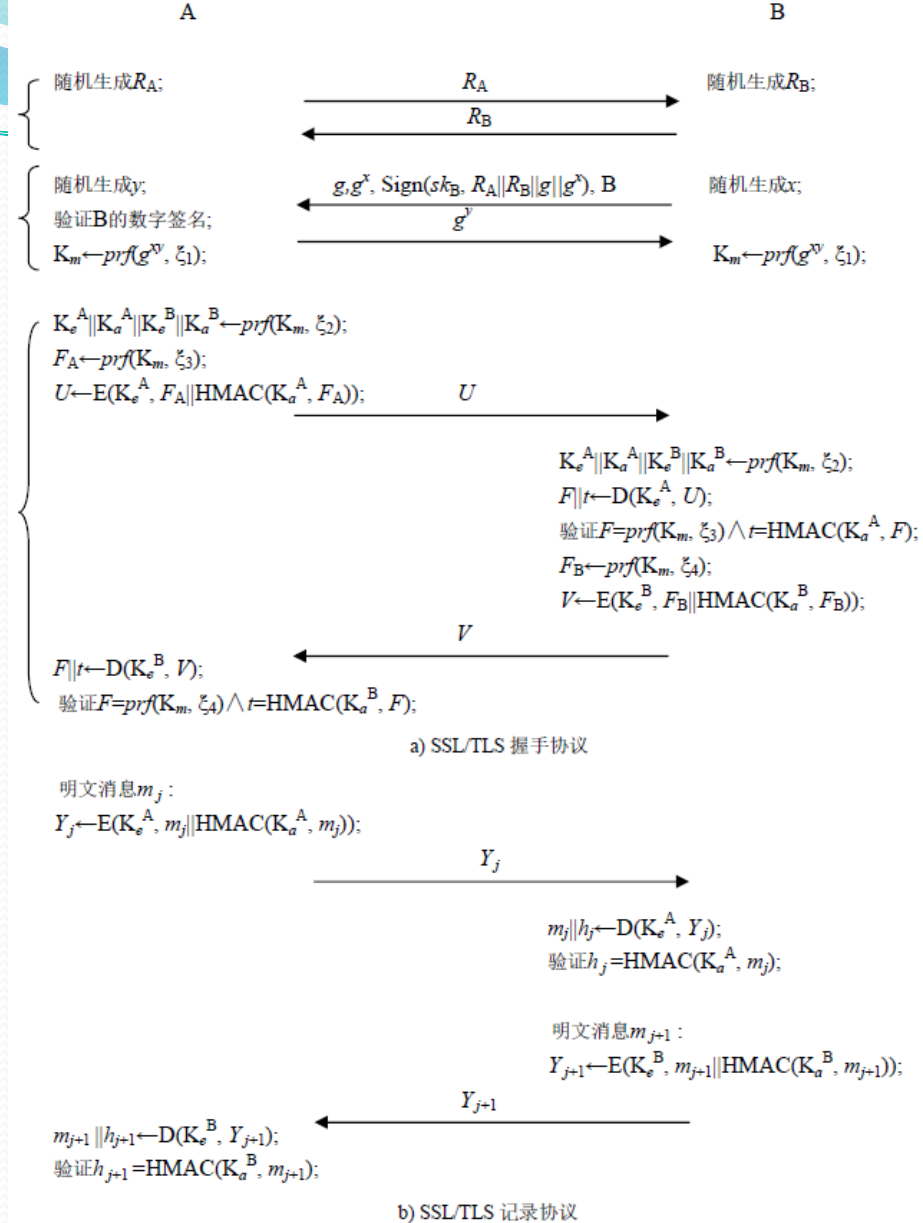 A B
随机生成R_A; R_A 随机生成R_B;
R_B
随机生成y; g,g^x, Sign(sk_B, R_A||R_B||g||g^x), B 随机生成x;
验证B的数字签名; g^y
K_m←prf(g^xy, ξ_1); K_m←prf(g^xy, ξ_1);
K_e^A||K_a^A||K_e^B||K_a^B←prf(K_m, ξ_2);
F_A←prf(K_m, ξ_3);
U←E(K_e^A, F_A||HMAC(K_a^A, F_A)); U
K_e^A||K_a^A||K_e^B||K_a^B←prf(K_m, ξ_2);
F||t←D(K_e^A, U);
验证F=prf(K_m, ξ_3)∧t=HMAC(K_a^A, F);
F_B←prf(K_m, ξ_4);
V←E(K_e^B, F_B||HMAC(K_a^B, F_B));
V
F||t←D(K_e^B, V);
验证F=prf(K_m, ξ_4)∧t=HMAC(K_a^B, F);
a) SSL/TLS 握手协议
明文消息m_j :
Y_j←E(K_e^A, m_j||HMAC(K_a^A, m_j));
Y_j
m_j||h_j←D(K_e^A, Y_j);
验证h_j=HMAC(K_a^A, m_j);
明文消息m_j+1 :
Y_j+1←E(K_e^B, m_j+1||HMAC(K_a^B, m_j+1));
Y_j+1
m_j+1||h_j+1←D(K_e^B, Y_j+1);
验证h_j+1=HMAC(K_a^B, m_j+1);
b) SSL/TLS 记录协议